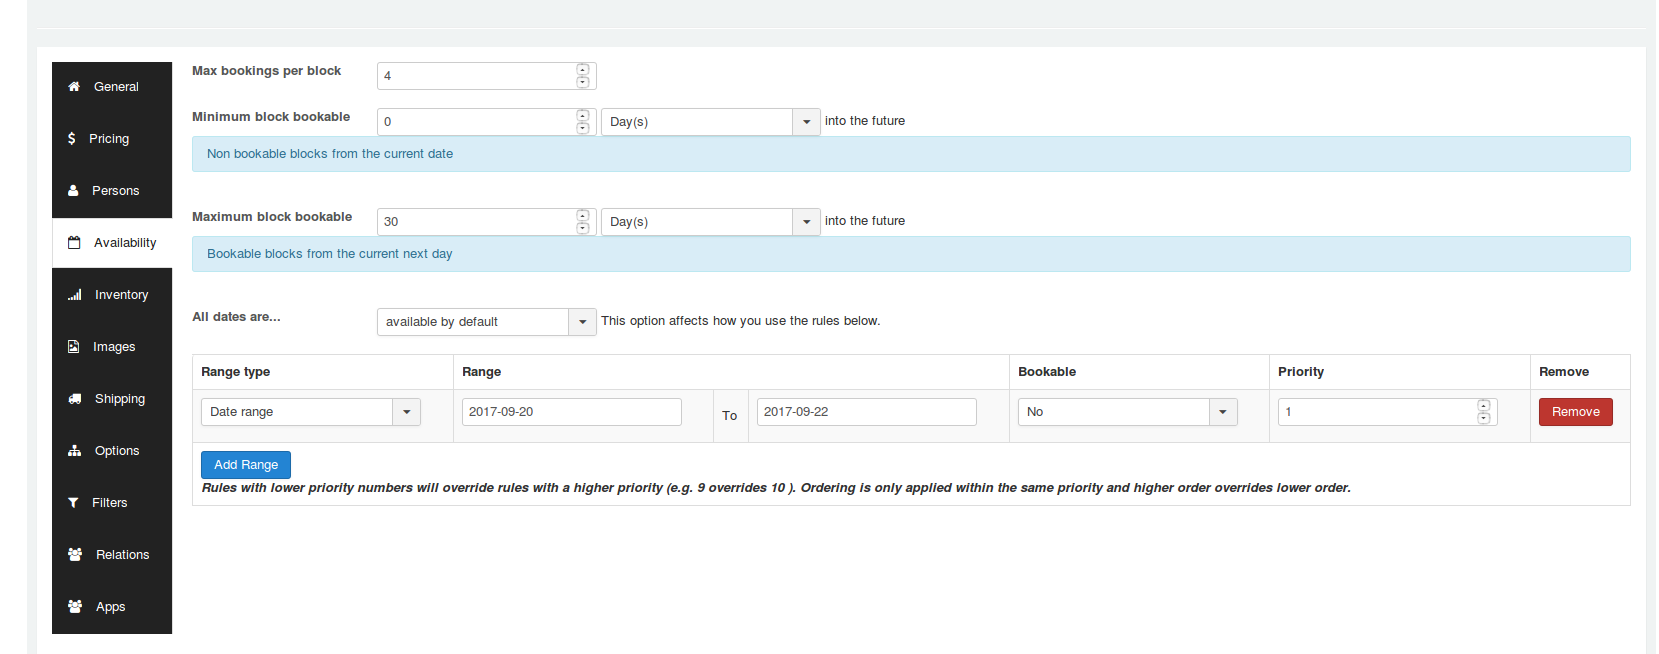 General
Pricing
Persons
Availability
Inventory
Images
Shipping
Options
Filters
Relations
Apps
Max bookings per block
4
Minimum block bookable
0
Day(s)
into the future
Non bookable blocks from the current date
Maximum block bookable
30
Day(s)
into the future
Bookable blocks from the current next day
All dates are...
available by default
This option affects how you use the rules below.
Range type
Range
Bookable
Priority
Remove
Date range
2017-09-20
To
2017-09-22
No
1
Remove
Add Range
Rules with lower priority numbers will override rules with a higher priority (e.g. 9 overrides 10 ). Ordering is only applied within the same priority and higher order overrides lower order.